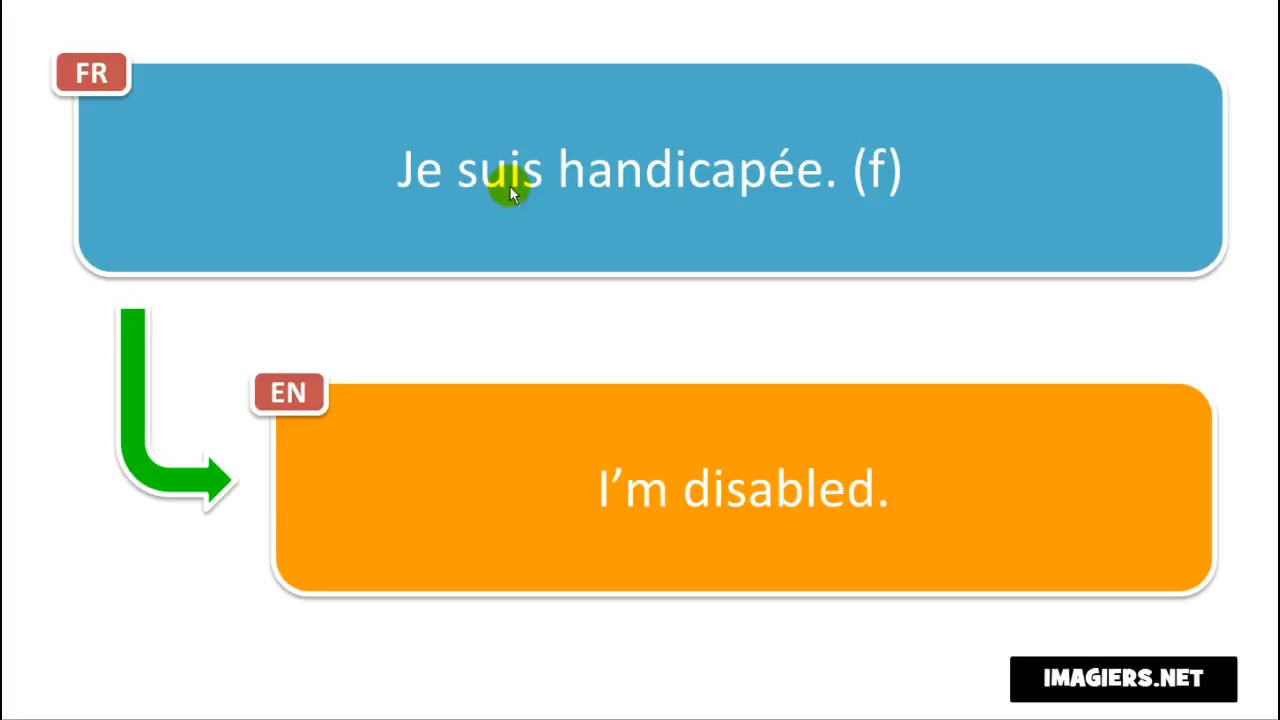 FR
Je suis handicapée. (f)
EN
I’m disabled.
IMAGIERS.NET